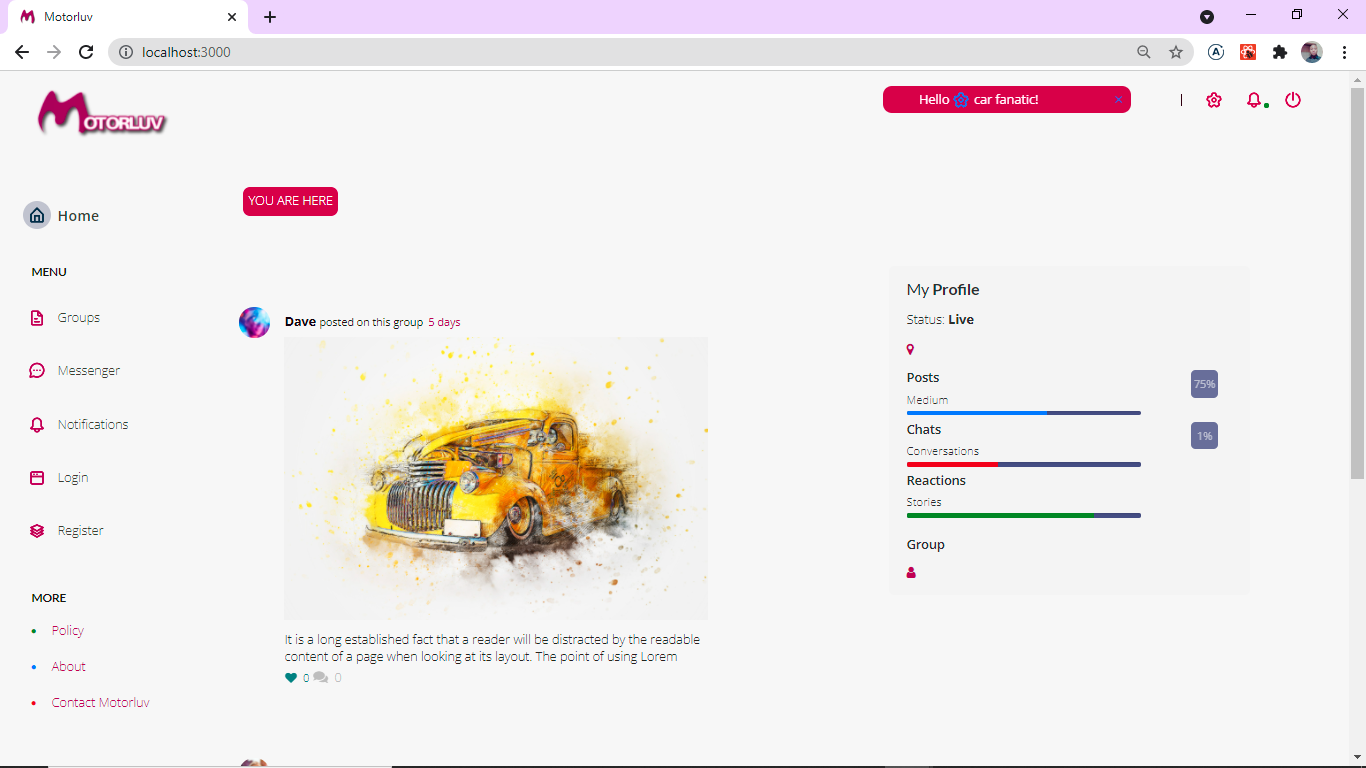 Motorluv
localhost:3000
MOTORLUV
Hello car fanatic!
YOU ARE HERE
Home
MENU
Groups
Messenger
Notifications
Login
Register
MORE
Policy
About
Contact Motorluv
Dave posted on this group 5 days
It is a long established fact that a reader will be distracted by the readable
content of a page when looking at its layout. The point of using Lorem
0 0
My Profile
Status: Live
Posts
75%
Medium
Chats
1%
Conversations
Reactions
Stories
Group